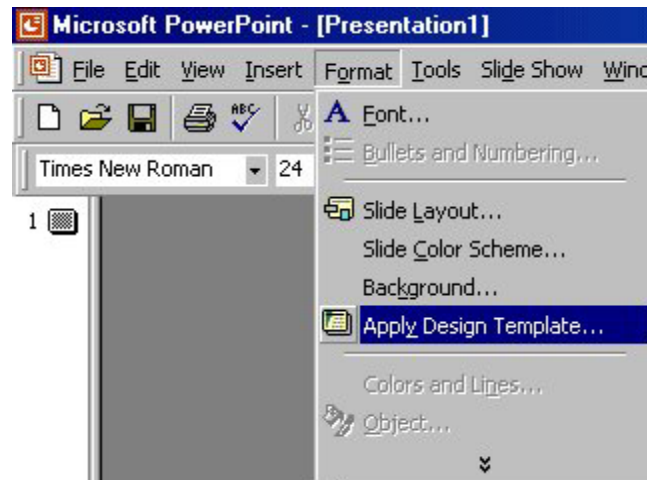 Microsoft PowerPoint - [Presentation1]
File Edit View Insert Format Tools Slide Show
ABC
Times New Roman 24
1
A Font...
Bullets and Numbering...
Slide Layout...
Slide Color Scheme...
Background...
Apply Design Template...
Colors and Lines...
Object...